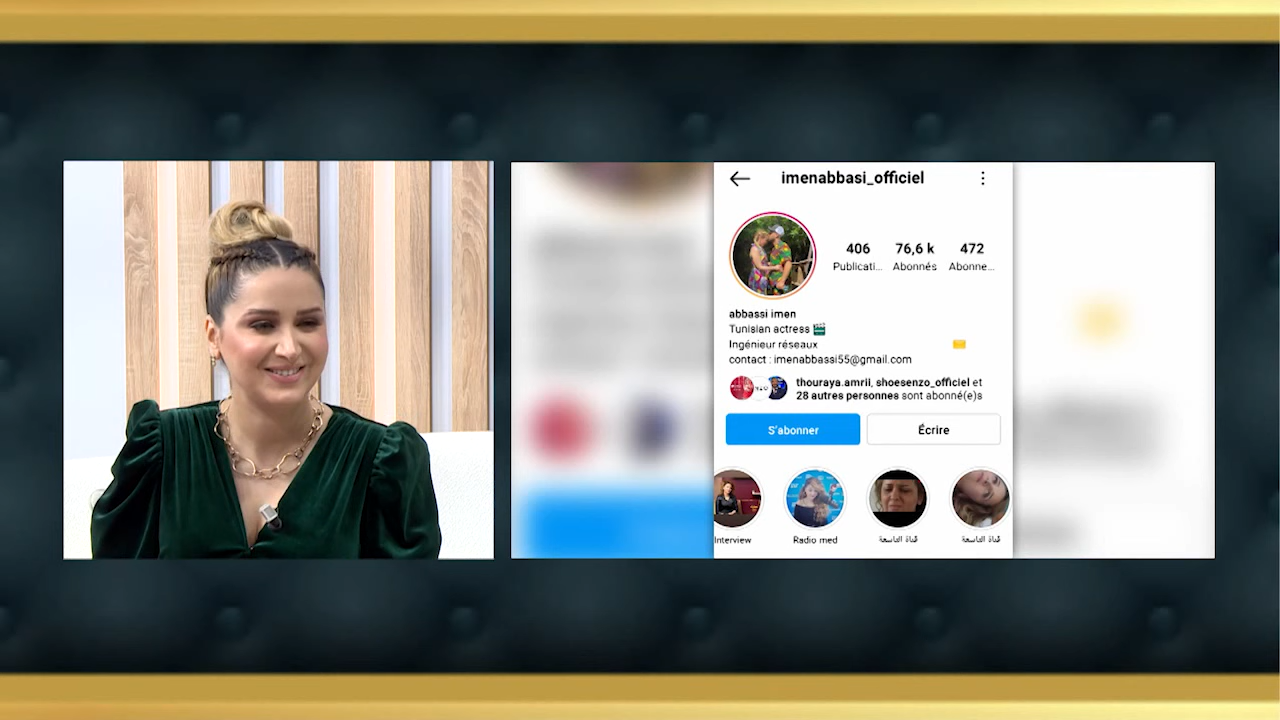 imenabbasi_officiel
406 76,6 k 472
Publicati... Abonnés Abonne...
abbassi imen
Tunisian actress 🎬
Ingénieur réseaux
contact : imenabbassi55@gmail.com
thouraya.amrii, shoesenzo_officiel et
28 autres personnes sont abonné(e)s
S'abonner Écrire
Interview Radio med قناة التاسعة قناة التاسعة